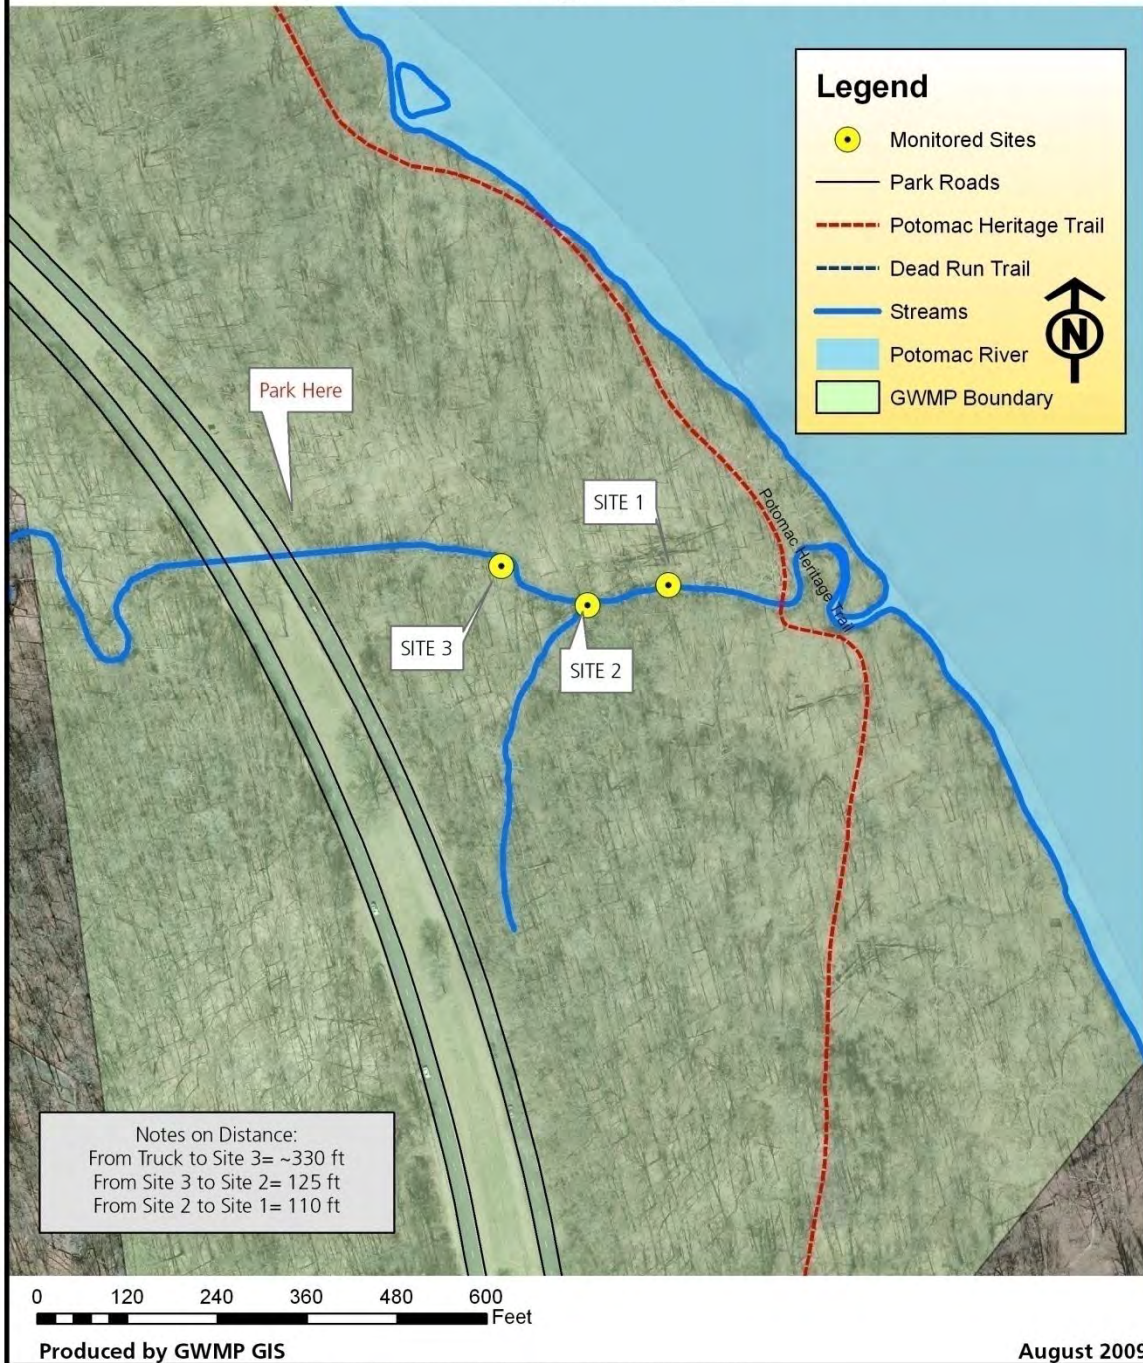 Legend
Monitored Sites
Park Roads
Potomac Heritage Trail
Dead Run Trail
Streams
Potomac River
GWMP Boundary
N
Park Here
SITE 1
Potomac Heritage Trail
SITE 3
SITE 2
Notes on Distance:
From Truck to Site 3= ~330 ft
From Site 3 to Site 2= 125 ft
From Site 2 to Site 1= 110 ft
0 120 240 360 480 600
Feet
Produced by GWMP GIS August 2009